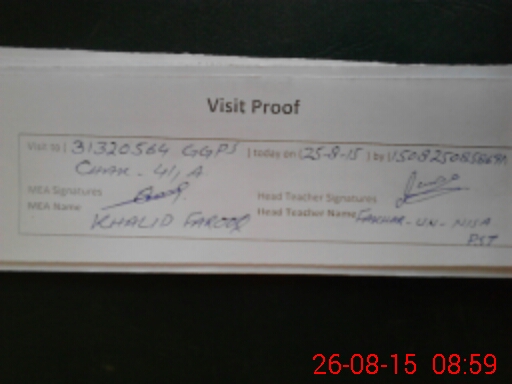 Visit Proof
Visit to ( 31320564 GGPS ) today on (25-8-15) by (
CHAK-41, A
MEA Signatures
Head Teacher Signatures
MEA Name KHALID FAROOQ
Head Teacher Name FAKHAR-UN-NISA
PST
26-08-15 08:59